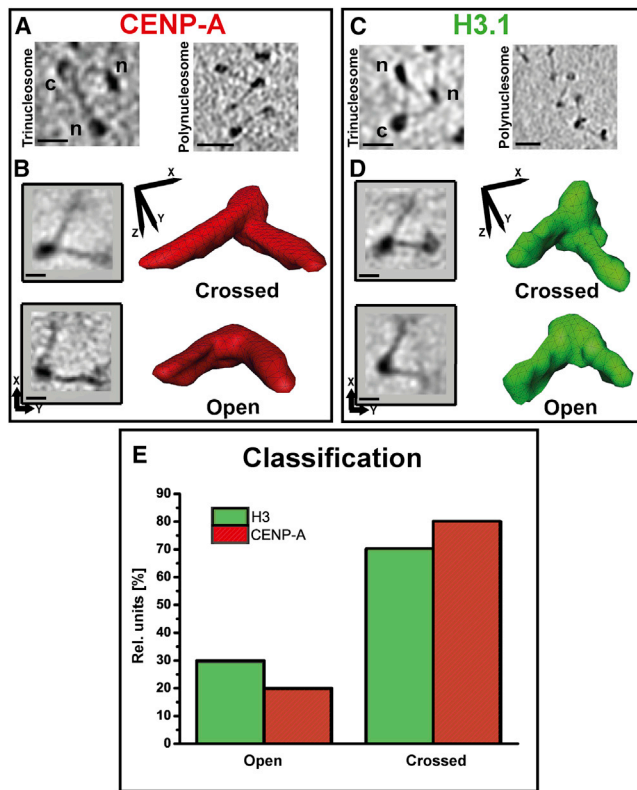 A CENP-A
Trinucleosome
c
n
n
Polynucleosome
B
X
Y
Z
Crossed
X
Y
Open
C H3.1
Trinucleosome
n
n
c
Polynucleosome
D
X
Y
Z
Crossed
Open
E Classification
H3
CENP-A
Rel. units [%]
90
80
70
60
50
40
30
20
10
0
Open Crossed